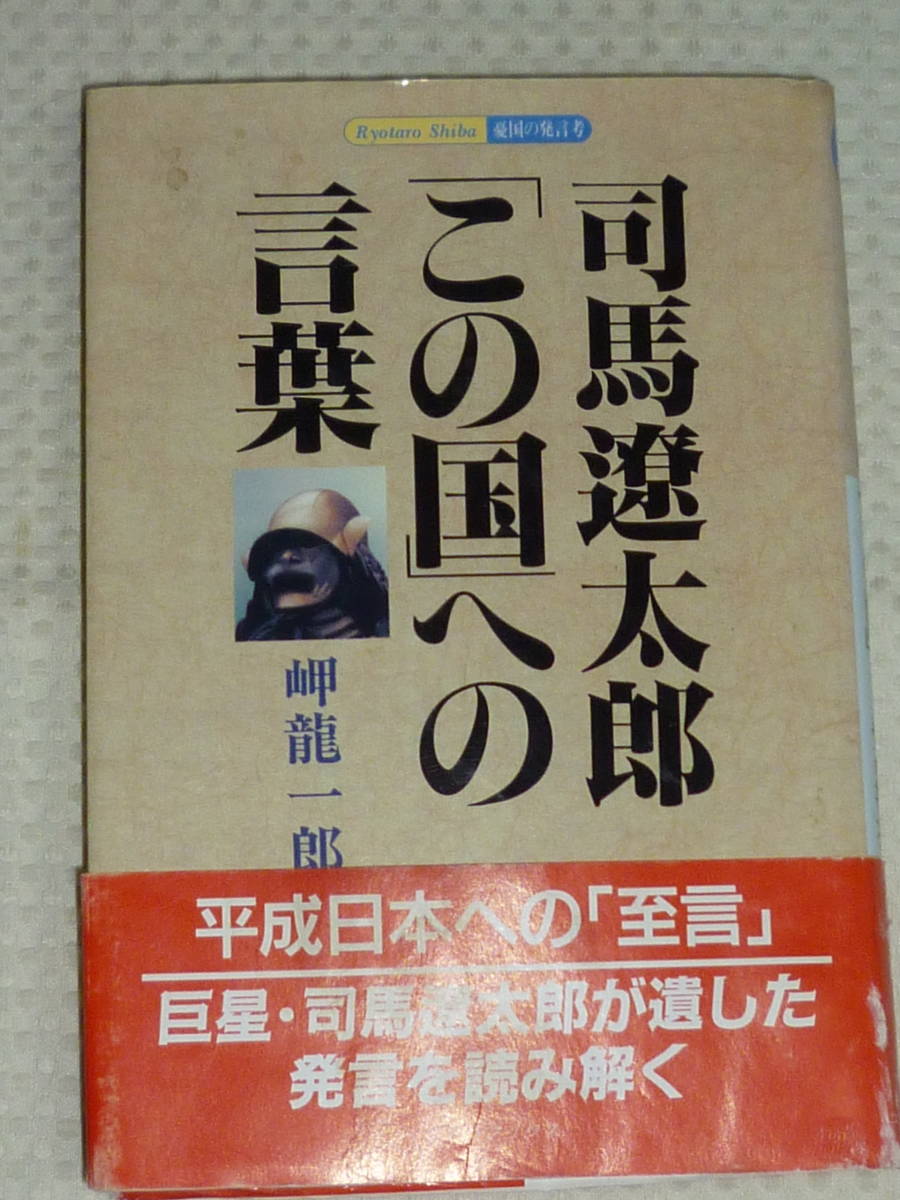 Ryotaro Shiba 憂国の発言考
司馬遼太郎
「この国」への
言葉
岬龍一郎
平成日本への「至言」
巨星・司馬遼太郎が遺した
発言を読み解く